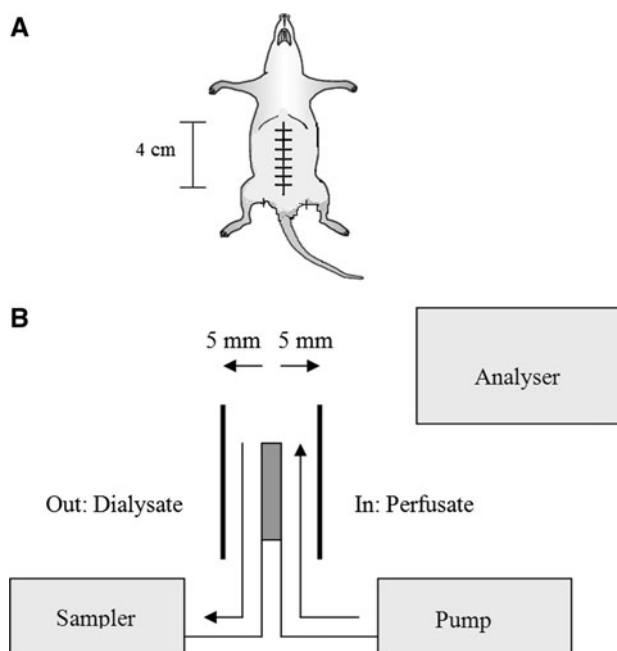 A
4 cm
B
5 mm 5 mm
Analyser
Out: Dialysate In: Perfusate
Sampler Pump